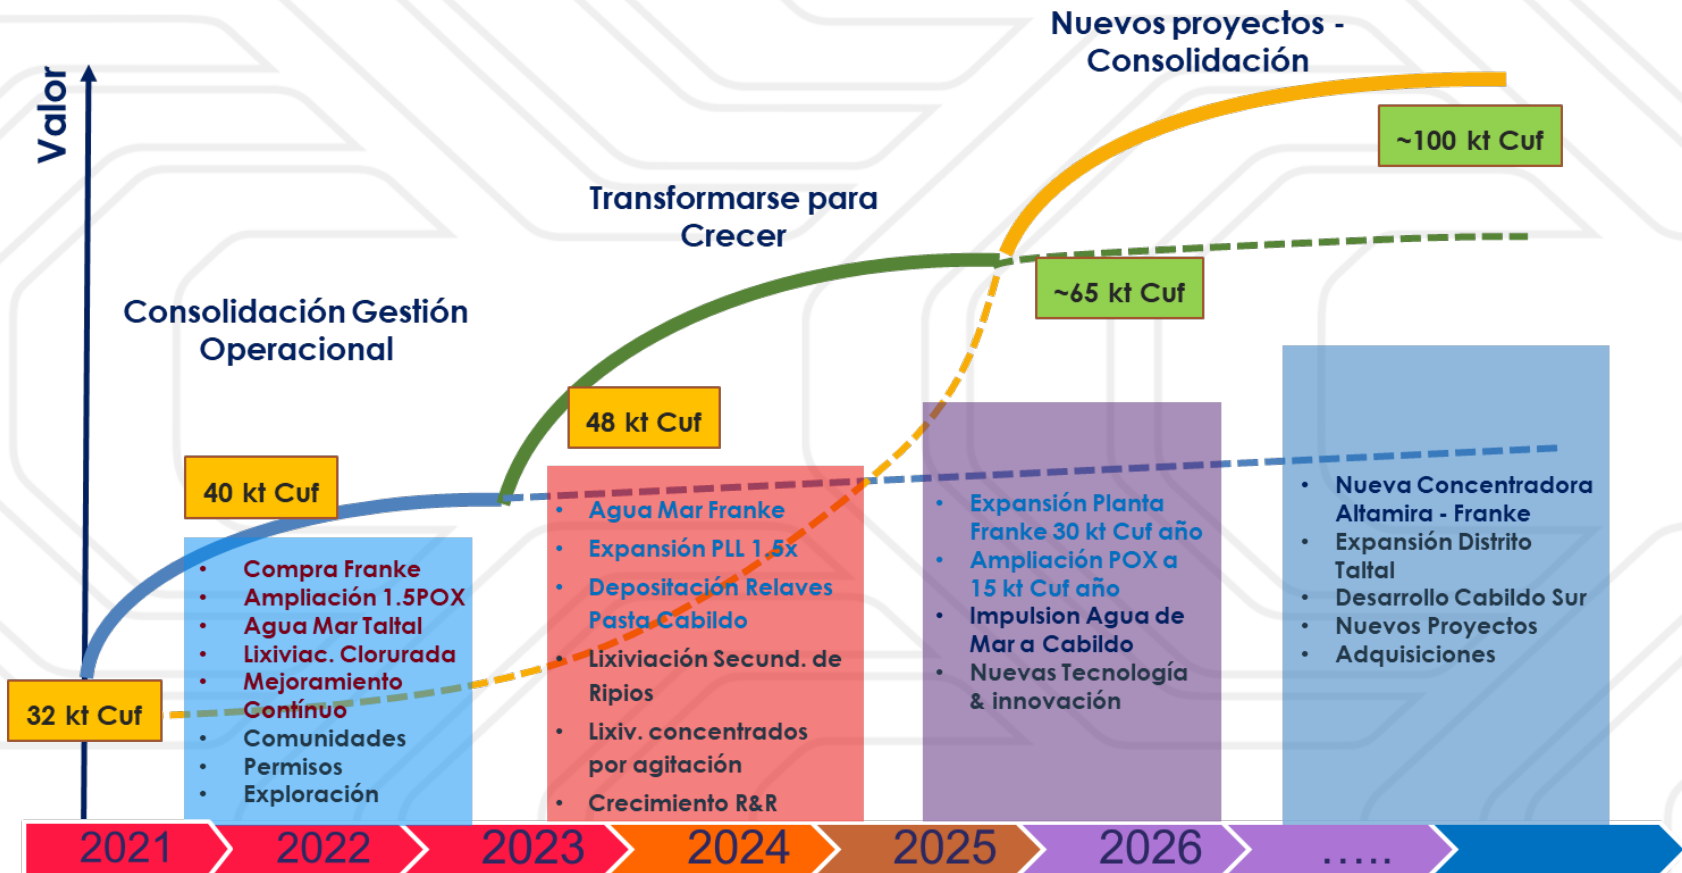 Nuevos proyectos -
Consolidación
Valor
~100 kt Cuf
Transformarse para
Crecer
~65 kt Cuf
Consolidación Gestión
Operacional
48 kt Cuf
40 kt Cuf
32 kt Cuf
• Compra Franke
• Ampliación 1.5POX
• Agua Mar Taltal
• Lixiviac. Clorurada
• Mejoramiento
Contínuo
• Comunidades
• Permisos
• Exploración
• Agua Mar Franke
• Expansión PLL 1.5x
• Depositación Relaves
Pasta Cabildo
• Lixiviación Secund. de
Ripios
• Lixiv. concentrados
por agitación
• Crecimiento R&R
• Expansión Planta
Franke 30 kt Cuf año
• Ampliación POX a
15 kt Cuf año
• Impulsion Agua de
Mar a Cabildo
• Nuevas Tecnología
& innovación
• Nueva Concentradora
Altamira - Franke
• Expansión Distrito
Taltal
• Desarrollo Cabildo Sur
• Nuevos Proyectos
• Adquisiciones
2021
2022
2023
2024
2025
2026
.....